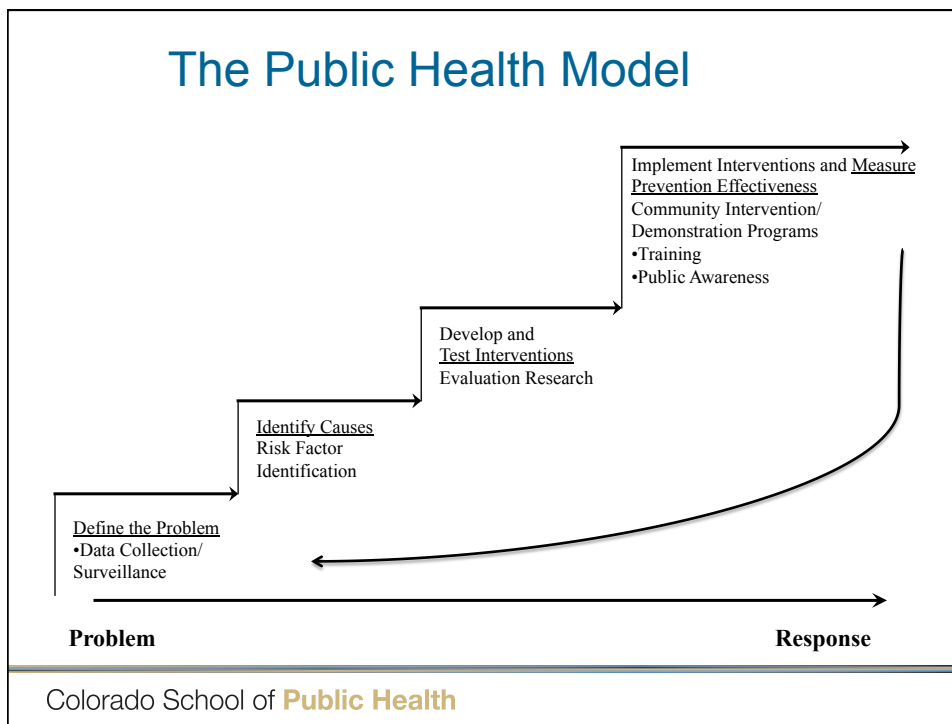 The Public Health Model
Implement Interventions and Measure
Prevention Effectiveness
Community Intervention/
Demonstration Programs
•Training
•Public Awareness
Develop and
Test Interventions
Evaluation Research
Identify Causes
Risk Factor
Identification
Define the Problem
•Data Collection/
Surveillance
Problem
Response
Colorado School of Public Health